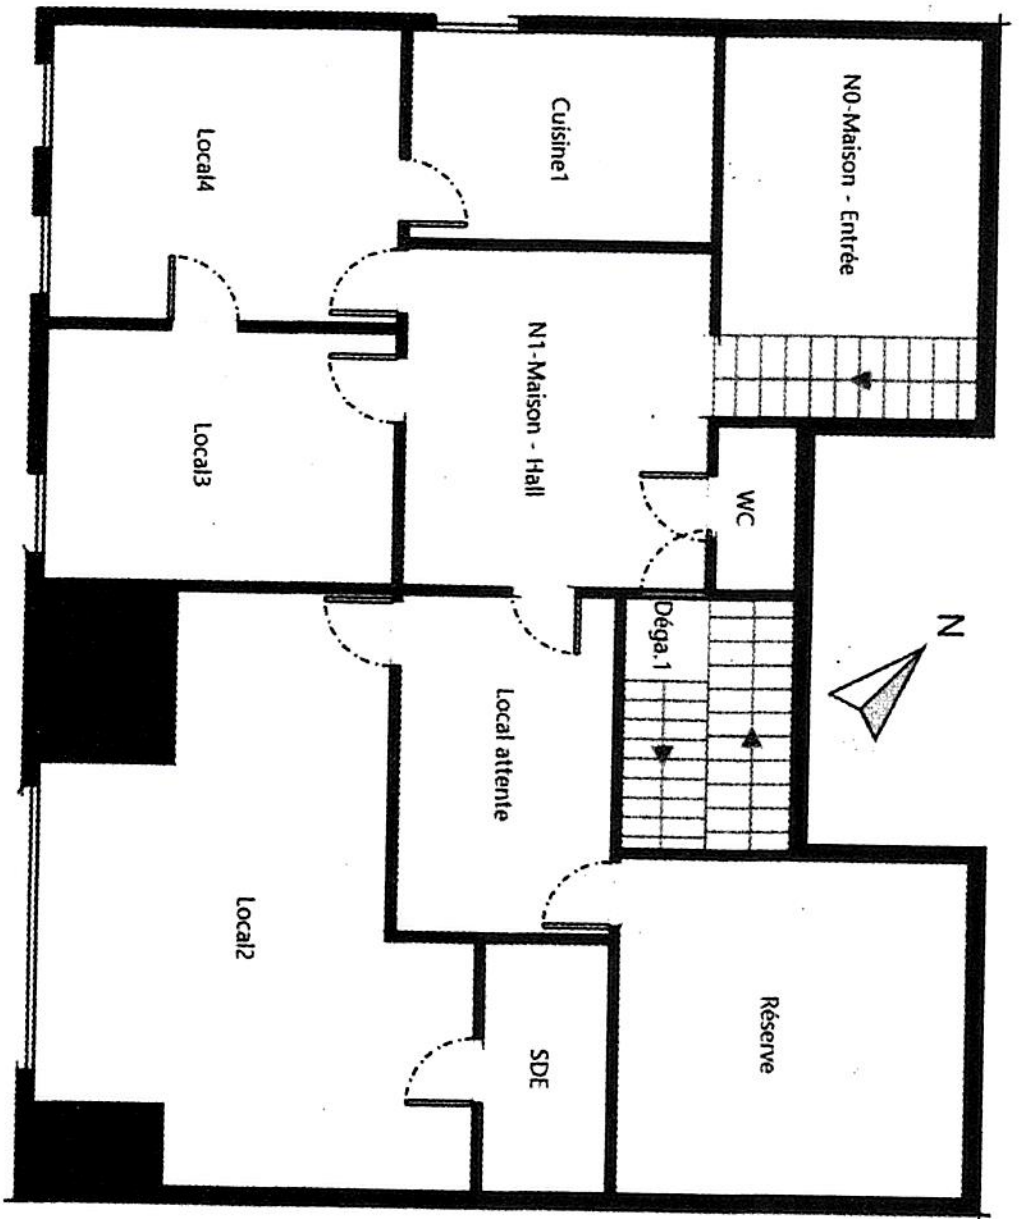 N0-Maison - Entrée
Cuisine1
Local4
N1-Maison - Hall
Local3
WC
Déga.1
N
Local attente
Local2
SDE
Réserve